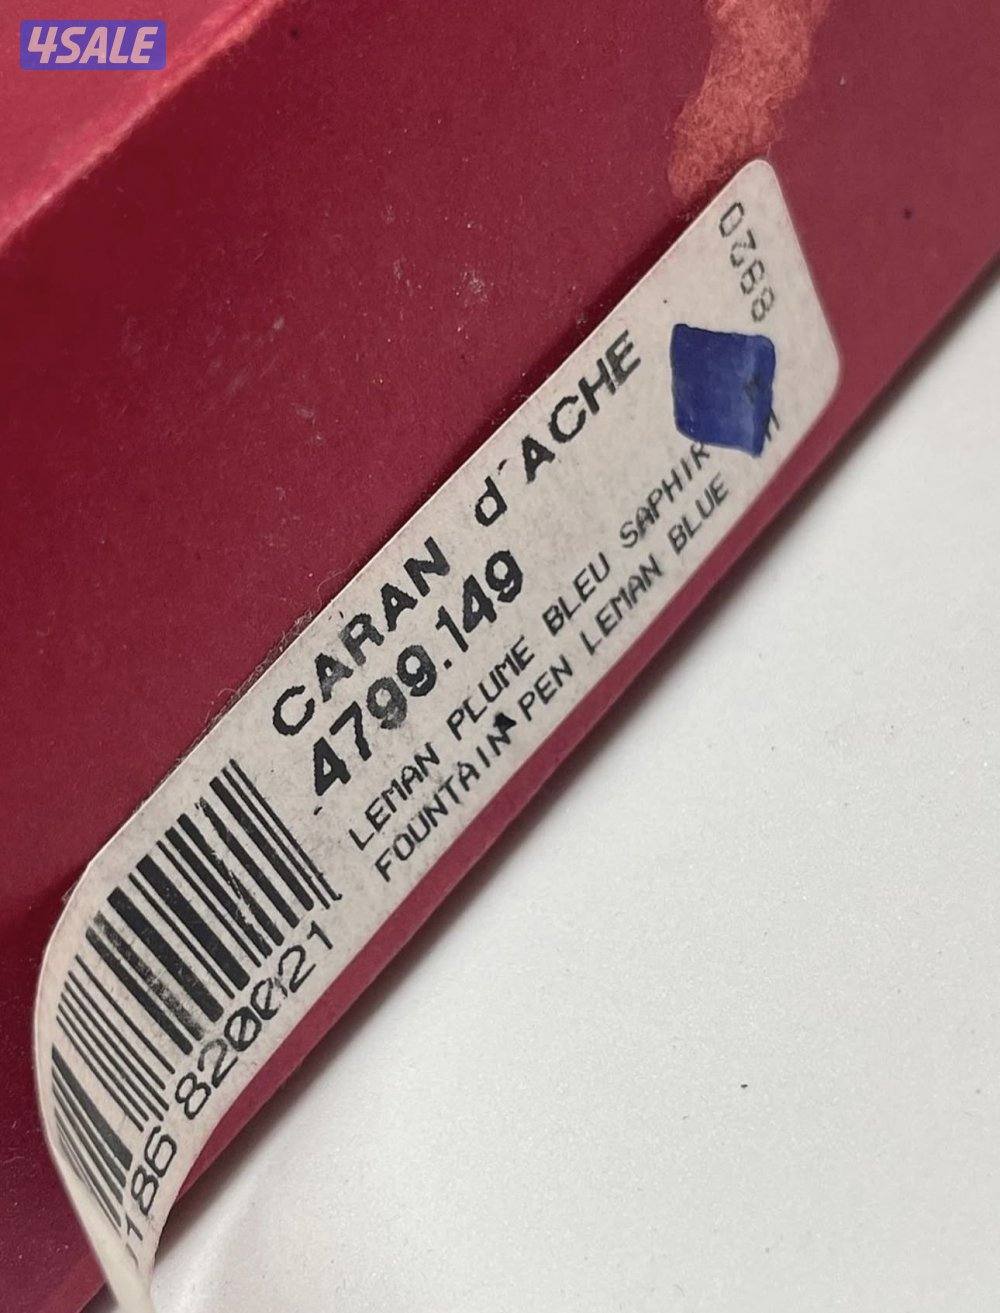 4SALE
0288
CARAN d'ACHE
4799.149
LEMAN PLUME BLEU SAPHIR
FOUNTAIN PEN LEMAN BLUE
186 820021